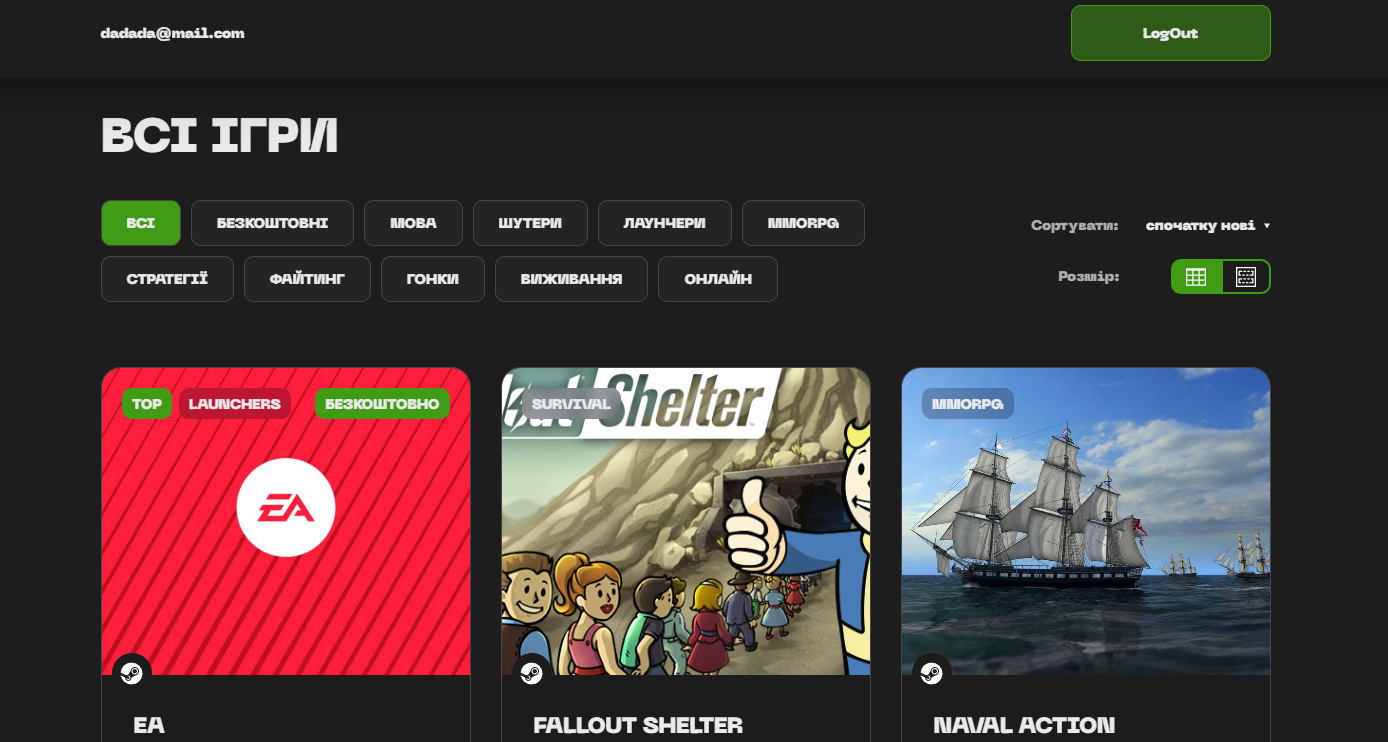 dadada@mail.com
LogOut
ВСІ ІГРИ
ВСІ
БЕЗКОШТОВНІ
МОВА
ШУТЕРИ
ЛАУНЧЕРИ
MMORPG
СТРАТЕГІЇ
ФАЙТИНГ
ГОНКИ
ВИЖИВАННЯ
ОНЛАЙН
Сортувати:
спочатку нові
Розмір:
TOP
LAUNCHERS
БЕЗКОШТОВНО
EA
SURVIVAL
Shelter
MMORPG
EA
FALLOUT SHELTER
NAVAL ACTION